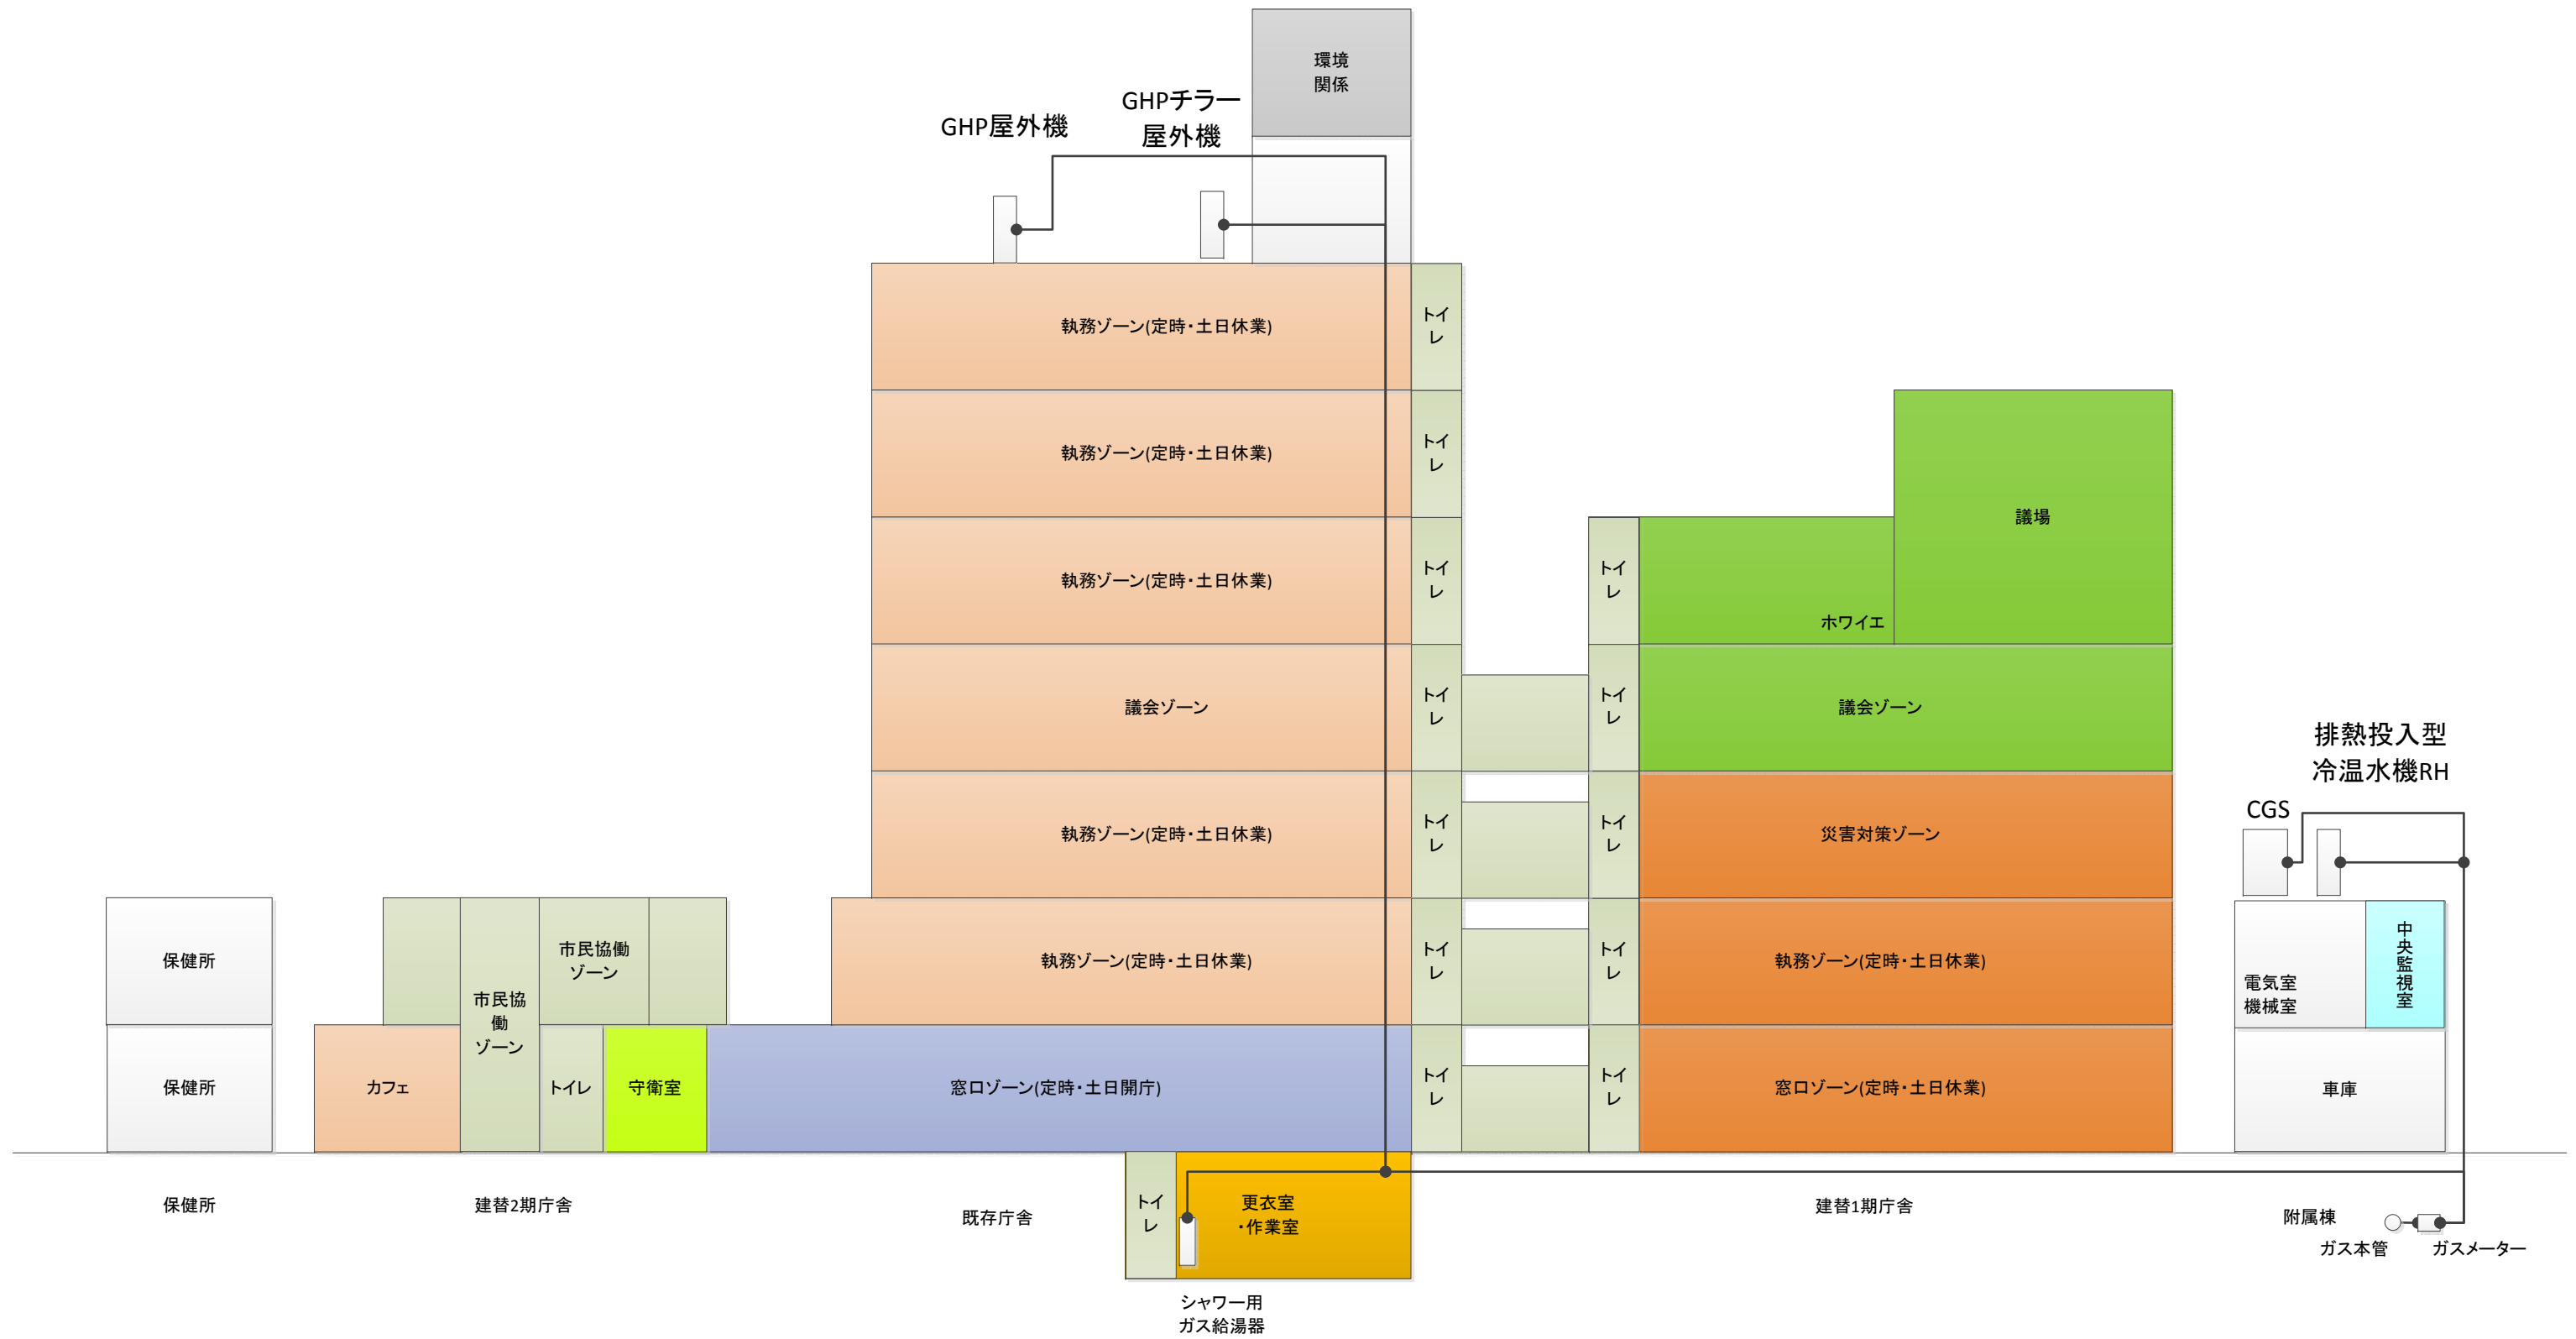 環境
関係
GHPチラー
屋外機
GHP屋外機
執務ゾーン(定時・土日休業)
トイ
レ
執務ゾーン(定時・土日休業)
トイ
レ
議場
執務ゾーン(定時・土日休業)
トイ
レ
トイ
レ
ホワイエ
議会ゾーン
トイ
レ
トイ
レ
議会ゾーン
排熱投入型
冷温水機RH
CGS
執務ゾーン(定時・土日休業)
トイ
レ
トイ
レ
災害対策ゾーン
保健所
市民協働
ゾーン
市民協
働
ゾーン
執務ゾーン(定時・土日休業)
トイ
レ
トイ
レ
執務ゾーン(定時・土日休業)
電気室
機械室
中央監視室
保健所
カフェ
トイレ
守衛室
窓口ゾーン(定時・土日開庁)
トイ
レ
トイ
レ
窓口ゾーン(定時・土日休業)
車庫
保健所
建替2期庁舎
既存庁舎
トイ
レ
更衣室
・作業室
建替1期庁舎
附属棟
ガス本管
ガスメーター
シャワー用
ガス給湯器